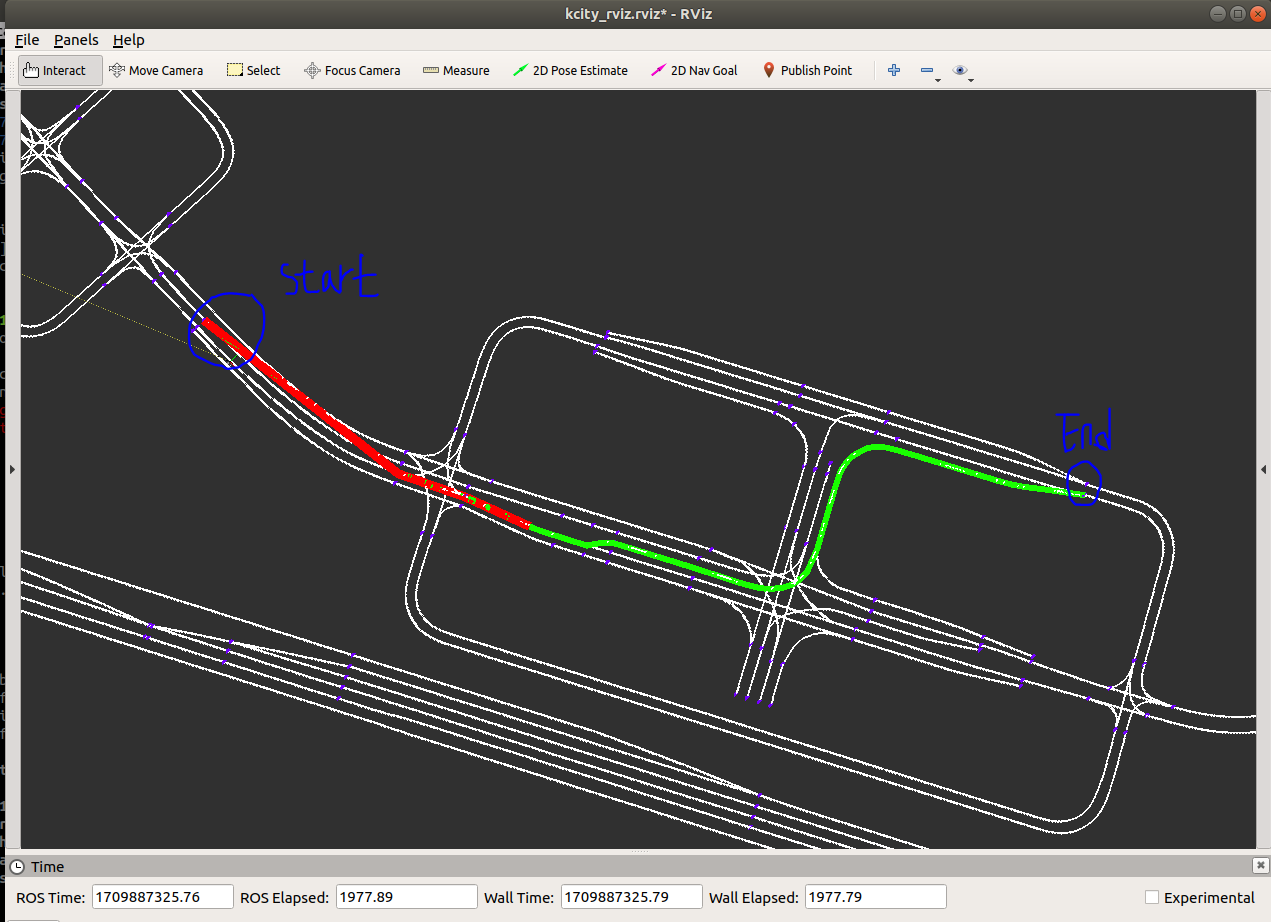 kcity_rviz.rviz* - RViz
File Panels Help
Interact Move Camera Select Focus Camera Measure 2D Pose Estimate 2D Nav Goal Publish Point
Start
End
Time
ROS Time: 1709887325.76 ROS Elapsed: 1977.89 Wall Time: 1709887325.79 Wall Elapsed: 1977.79 Experimental